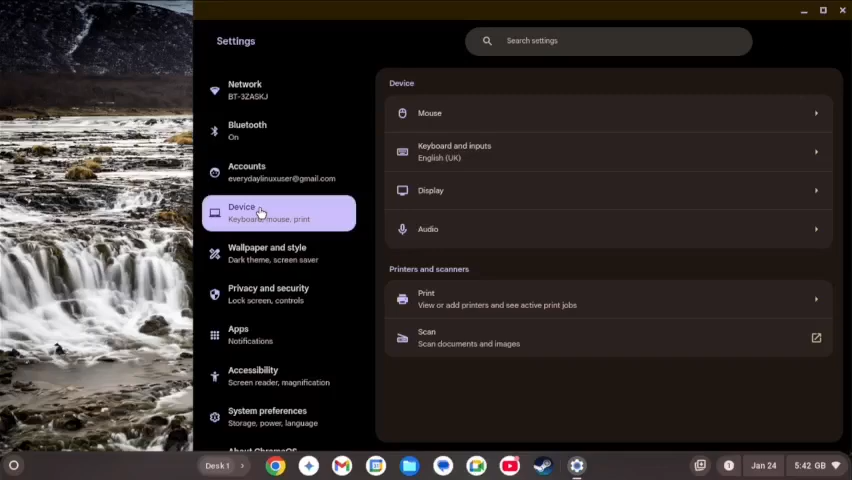 Settings
Search settings
Network
BT-3ZASKJ
Bluetooth
On
Accounts
everydaylinuxuser@gmail.com
Device
Keyboard, mouse, print
Wallpaper and style
Dark theme, screen saver
Privacy and security
Lock screen, controls
Apps
Notifications
Accessibility
Screen reader, magnification
System preferences
Storage, power, language
About ChromeOS
Device
Mouse
Keyboard and inputs
English (UK)
Display
Audio
Printers and scanners
Print
View or add printers and see active print jobs
Scan
Scan documents and images
Desk 1
1
Jan 24
5:42 GB